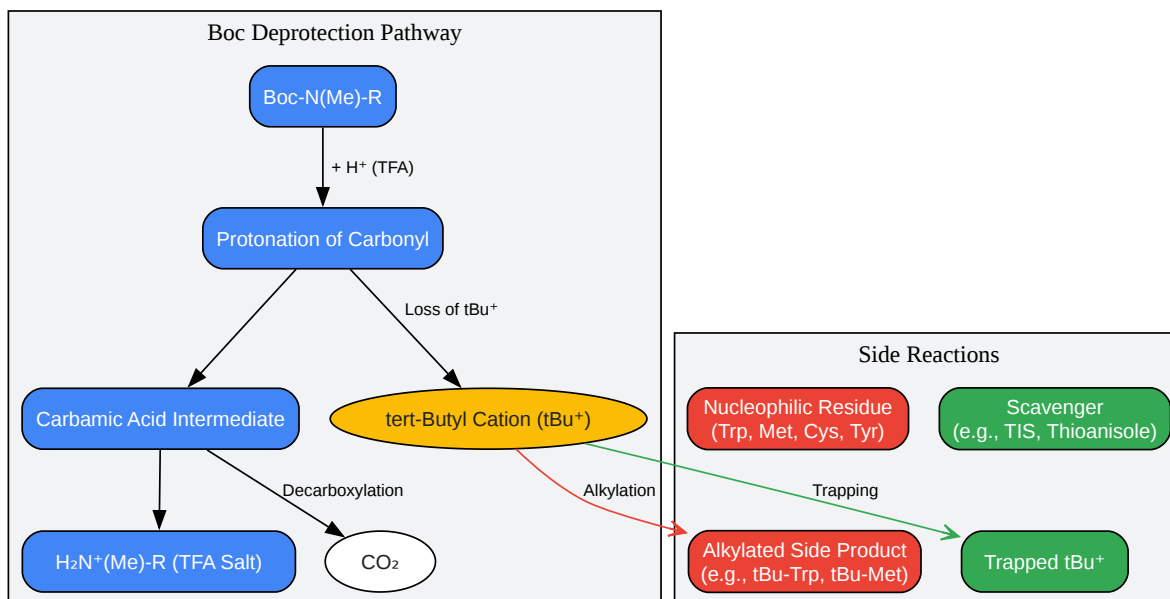 Boc Deprotection Pathway
Boc-N(Me)-R
+ H⁺ (TFA)
Protonation of Carbonyl
Loss of tBu⁺
Carbamic Acid Intermediate
tert-Butyl Cation (tBu⁺)
Decarboxylation
H₂N⁺(Me)-R (TFA Salt)
CO₂
Side Reactions
Nucleophilic Residue
(Trp, Met, Cys, Tyr)
Scavenger
(e.g., TIS, Thioanisole)
Alkylation
Trapping
Alkylated Side Product
(e.g., tBu-Trp, tBu-Met)
Trapped tBu⁺